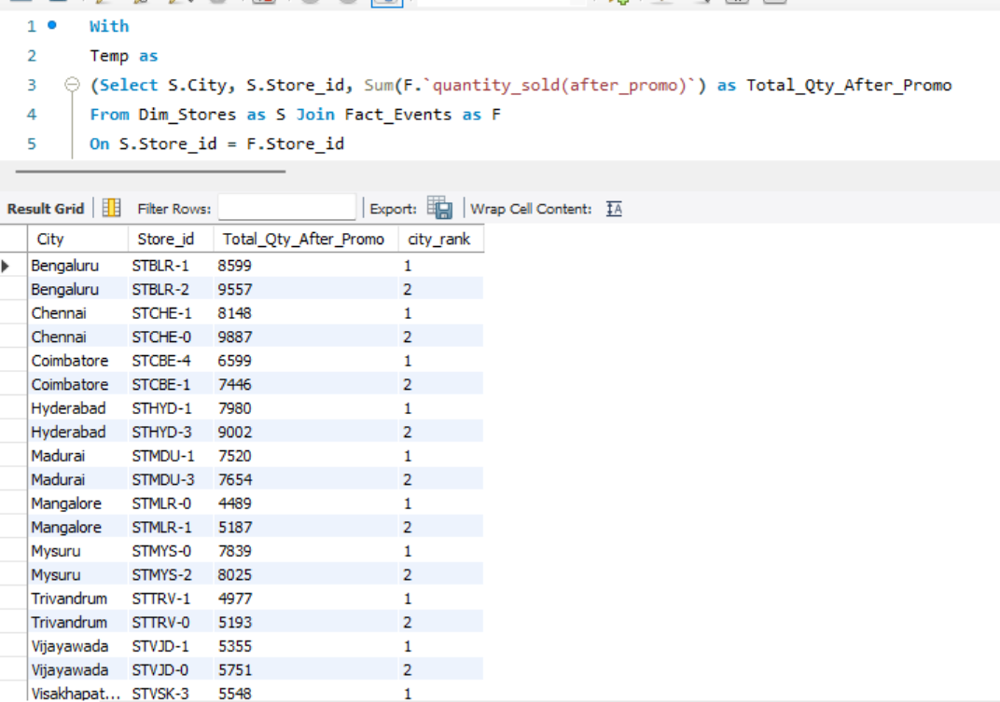 1 With
2 Temp as
3 (Select S.City, S.Store_id, Sum(F.`quantity_sold(after_promo)`) as Total_Qty_After_Promo
4 From Dim_Stores as S Join Fact_Events as F
5 On S.Store_id = F.Store_id
Result Grid Filter Rows: Export: Wrap Cell Content: IA
City Store_id Total_Qty_After_Promo city_rank
Bengaluru STBLR-1 8599 1
Bengaluru STBLR-2 9557 2
Chennai STCHE-1 8148 1
Chennai STCHE-0 9887 2
Coimbatore STCBE-4 6599 1
Coimbatore STCBE-1 7446 2
Hyderabad STHYD-1 7980 1
Hyderabad STHYD-3 9002 2
Madurai STMDU-1 7520 1
Madurai STMDU-3 7654 2
Mangalore STMLR-0 4489 1
Mangalore STMLR-1 5187 2
Mysuru STMYS-0 7839 1
Mysuru STMYS-2 8025 2
Trivandrum STTRV-1 4977 1
Trivandrum STTRV-0 5193 2
Vijayawada STVJD-1 5355 1
Vijayawada STVJD-0 5751 2
Visakhapat... STVSK-3 5548 1